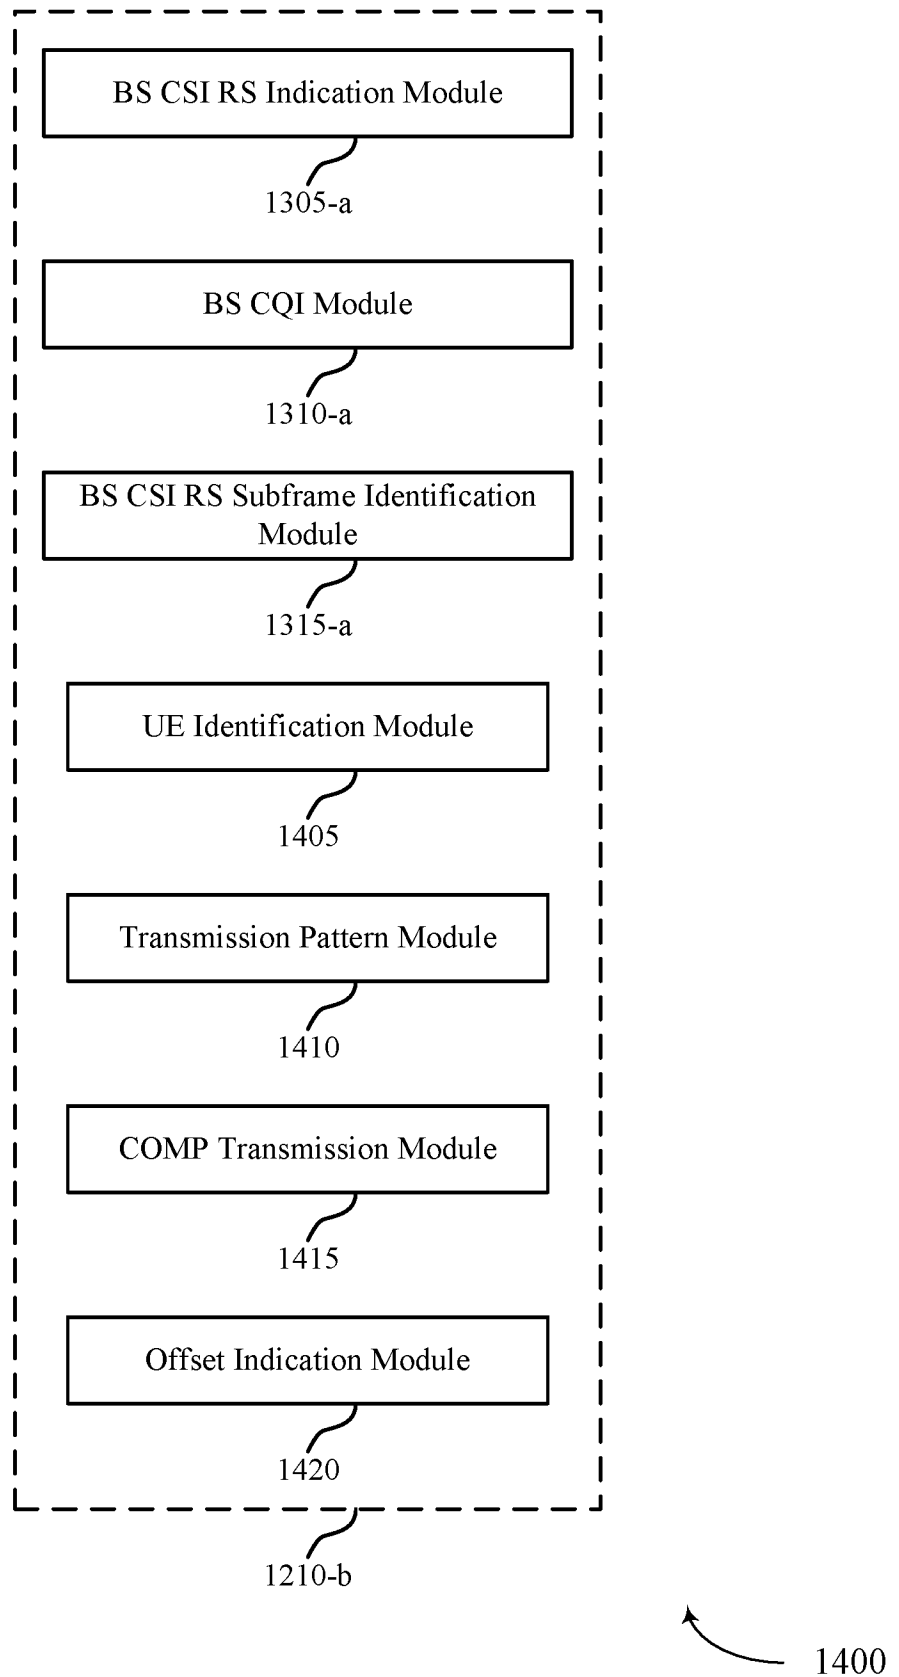 BS CSI RS Indication Module
1305-a
BS CQI Module
1310-a
BS CSI RS Subframe Identification
Module
1315-a
UE Identification Module
1405
Transmission Pattern Module
1410
COMP Transmission Module
1415
Offset Indication Module
1420
1210-b
1400